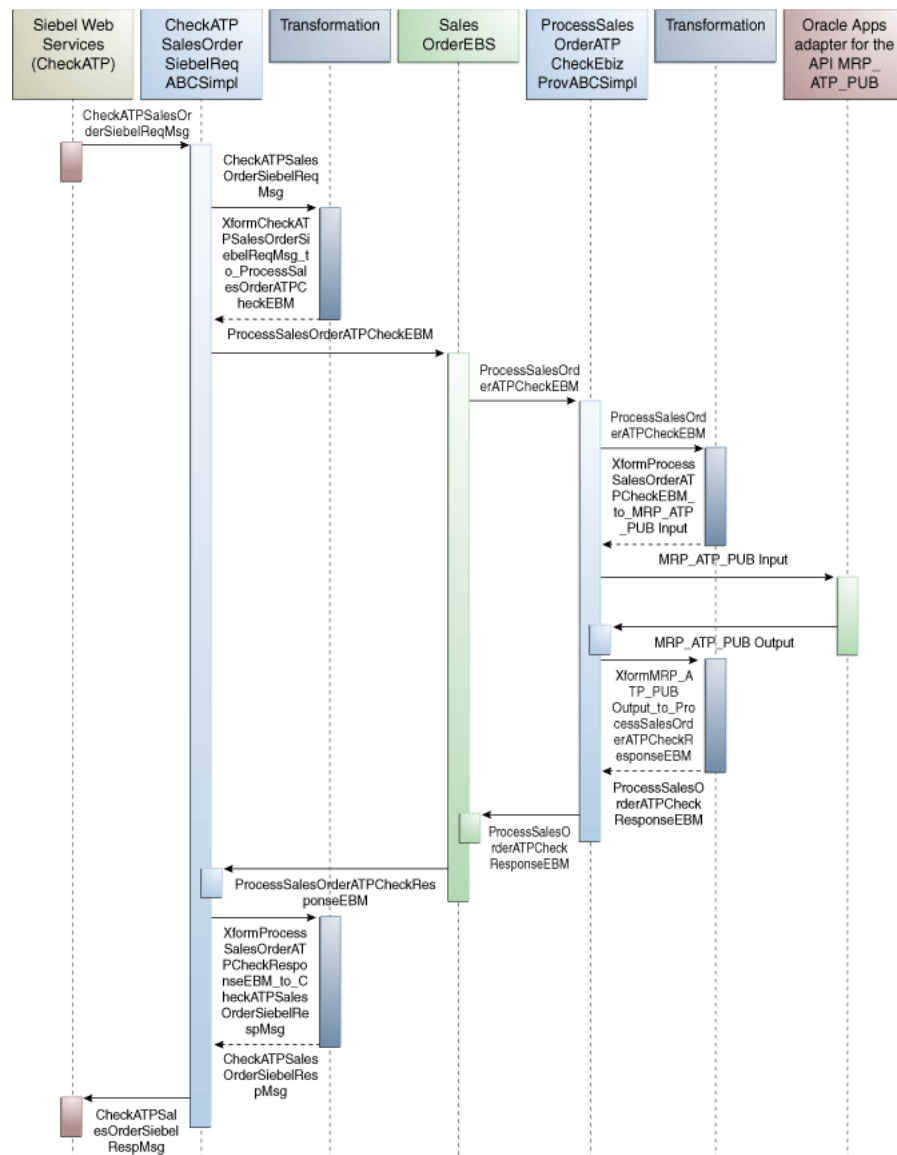 Siebel Web
Services
(CheckATP)
CheckATP
SalesOrder
SiebelReq
ABCSimpl
Transformation
Sales
OrderEBS
ProcessSales
OrderATP
CheckEbiz
ProvABCSimpl
Transformation
Oracle Apps
adapter for the
API MRP_
ATP_PUB
CheckATPSalesOr
derSiebelReqMsg
CheckATPSales
OrderSiebelReq
Msg
XformCheckAT
PSalesOrderSi
ebelReqMsg_t
o_ProcessSal
esOrderATPC
heckEBM
ProcessSalesOrderATPCheckEBM
ProcessSalesOrd
erATPCheckEBM
ProcessSalesOrd
erATPCheckEBM
XformProcess
SalesOrderAT
PCheckEBM_
to_MRP_ATP
_PUB Input
MRP_ATP_PUB Input
MRP_ATP_PUB Output
XformMRP_A
TP_PUB
Output_to_Pro
cessSalesOrd
erATPCheckR
esponseEBM
ProcessSalesO
rderATPCheck
ResponseEBM
ProcessSalesO
rderATPCheck
ResponseEBM
ProcessSalesOrderATPCheckRes
ponseEBM
XformProcess
SalesOrderAT
PCheckRespo
nseEBM_to_C
heckATPSales
OrderSiebelRe
spMsg
CheckATPSales
OrderSiebelRes
pMsg
CheckATPSal
esOrderSiebel
RespMsg